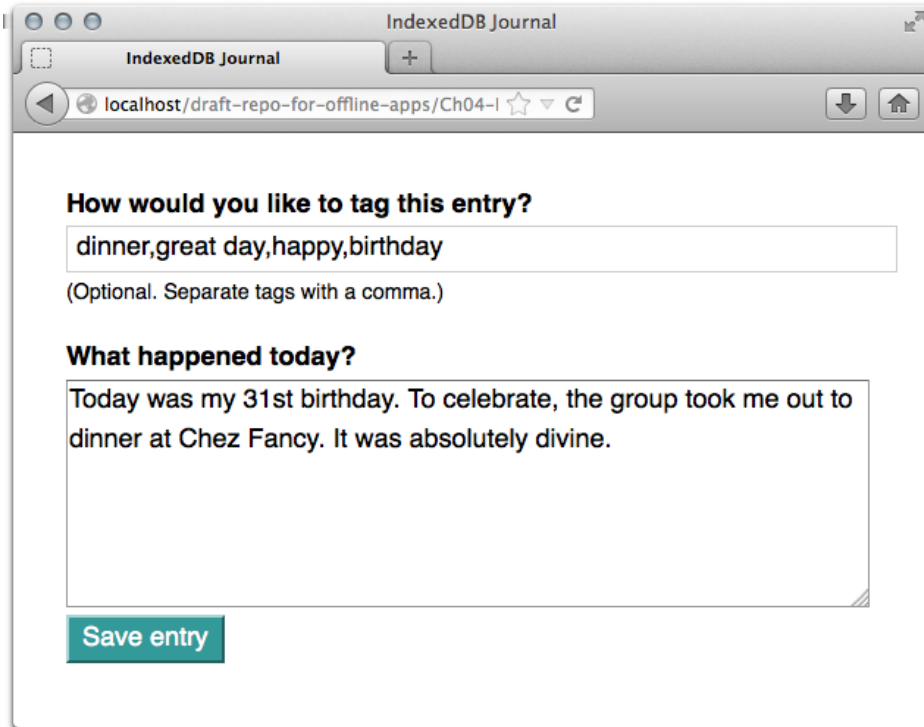 IndexedDB Journal
IndexedDB Journal
localhost/draft-repo-for-offline-apps/Ch04-I
How would you like to tag this entry?
dinner,great day,happy,birthday
(Optional. Separate tags with a comma.)
What happened today?
Today was my 31st birthday. To celebrate, the group took me out to
dinner at Chez Fancy. It was absolutely divine.
Save entry